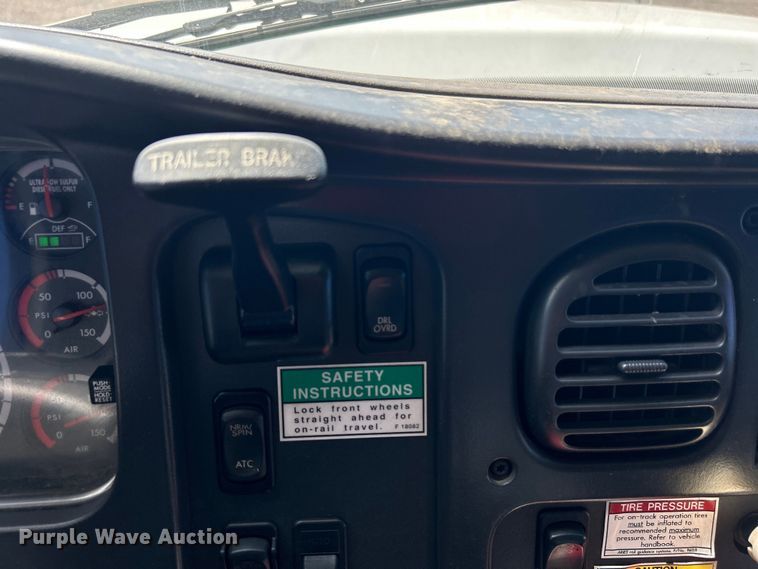 TRAILER BRAKE
ULTRA-LOW SULFUR
DIESEL FUEL ONLY
E F
DEF
E F
50 100
PSI
0 150
AIR
PUSH-
MODE
HOLD-
RESET
PSI
150
AIR
DRL
OVRD
SAFETY
INSTRUCTIONS
Lock front wheels
straight ahead for
on-rail travel. F 18082
NRM/
SPIN
ATC
TIRE PRESSURE
For on-track operation tires
must be inflated to
recommended maximum
pressure. Refer to vehicle
handbook.
CAUTION
Purple Wave Auction®